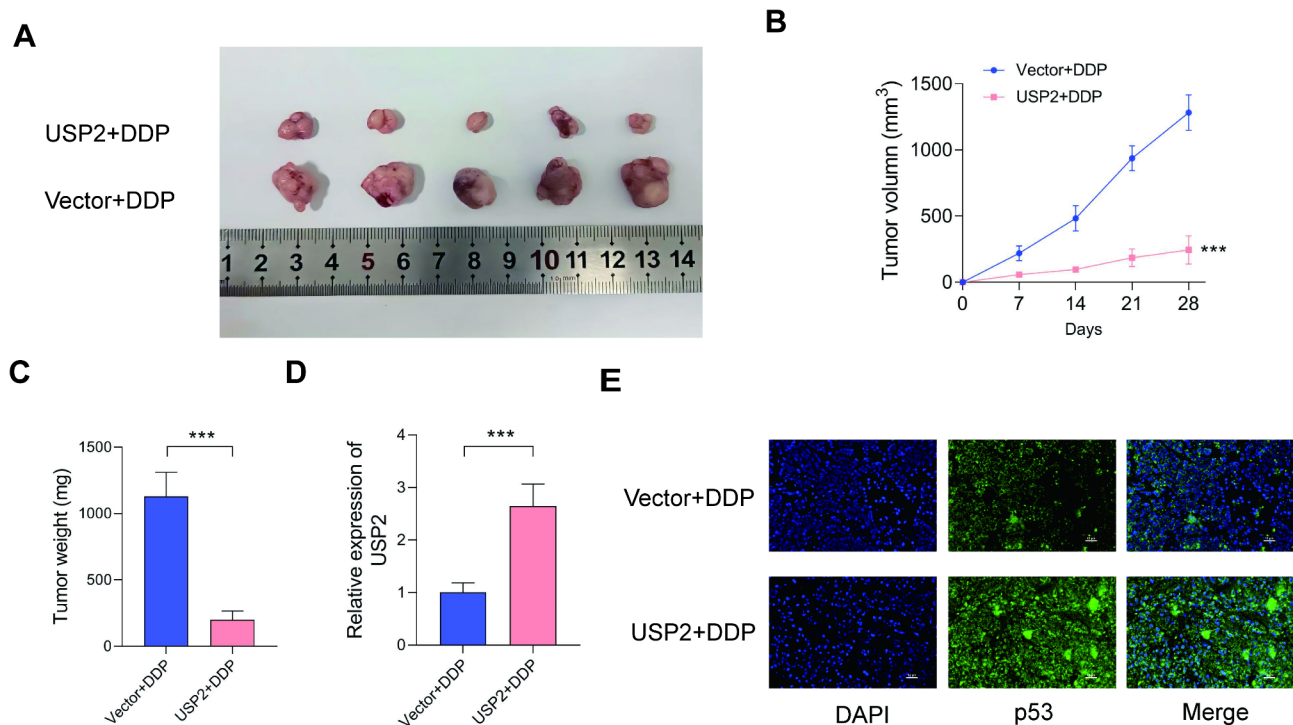 A
USP2+DDP
Vector+DDP
1 2 3 4 5 6 7 8 9 10 11 12 13 14
B
Vector+DDP
USP2+DDP
Tumor volumn (mm³)
1500
1000
500
0
0 7 14 21 28
Days
***
C
Tumor weight (mg)
1500
1000
500
0
***
Vector+DDP
USP2+DDP
D
Relative expression of
USP2
4
3
2
1
0
***
Vector+DDP
USP2+DDP
E
Vector+DDP
USP2+DDP
DAPI
p53
Merge